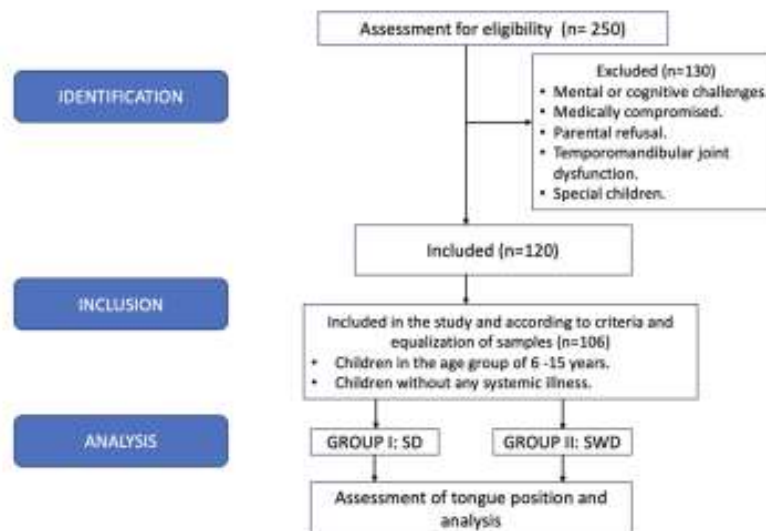 Assessment for eligibility (n= 250)
IDENTIFICATION
Excluded (n=130)
• Mental or cognitive challenges.
• Medically compromised.
• Parental refusal.
• Temporomandibular joint
dysfunction.
• Special children.
Included (n=120)
INCLUSION
Included in the study and according to criteria and
equalization of samples (n=106)
• Children in the age group of 6 -15 years.
• Children without any systemic illness.
ANALYSIS
GROUP I: SD
GROUP II: SWD
Assessment of tongue position and
analysis